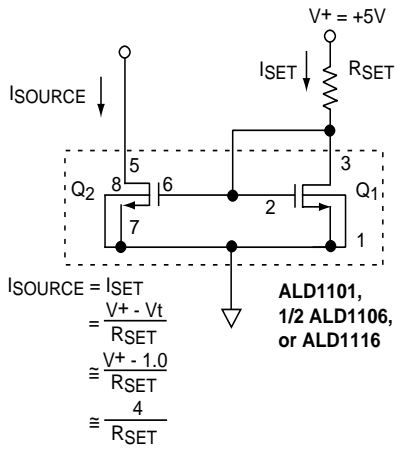 V+ = +5V
ISET
RSET
ISOURCE
5
3
Q2
8
6
Q1
2
7
1
ISOURCE = ISET
= V+ - Vt
RSET
≅ V+ - 1.0
RSET
≅ 4
RSET
ALD1101,
1/2 ALD1106,
or ALD1116